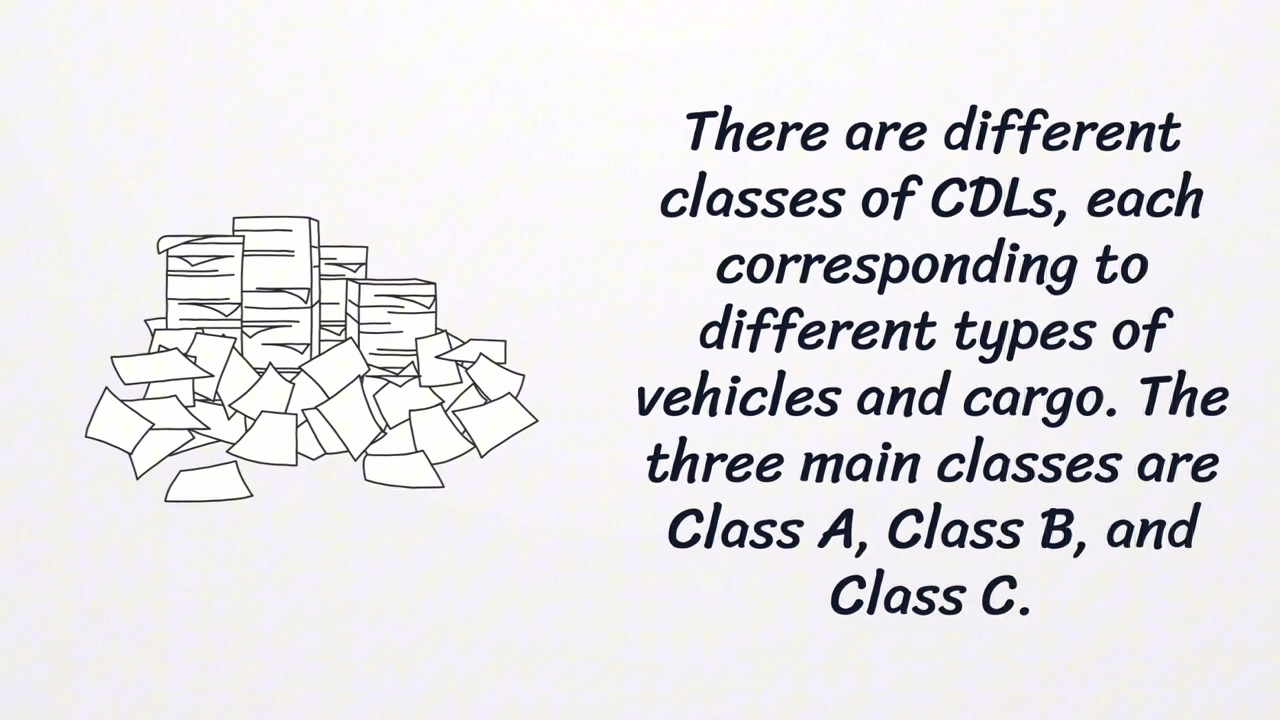 There are different
classes of CDLs, each
corresponding to
different types of
vehicles and cargo. The
three main classes are
Class A, Class B, and
Class C.